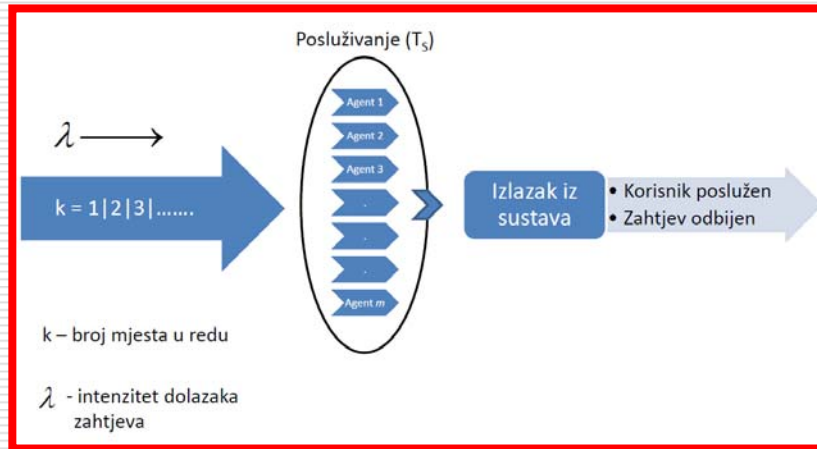 Posluživanje (Ts)
λ
k = 1|2|3|.......
Agent 1
Agent 2
Agent 3
.
.
.
Agent m
Izlazak iz
sustava
• Korisnik poslužen
• Zahtjev odbijen
k – broj mjesta u redu
λ - intenzitet dolazaka
zahtjeva